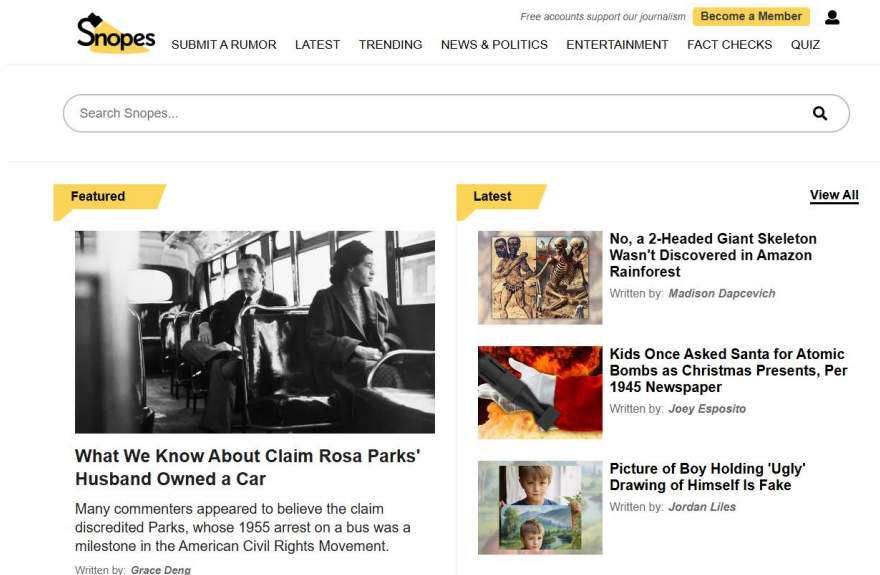 Free accounts support our journalism Become a Member
Snopes
SUBMIT A RUMOR LATEST TRENDING NEWS & POLITICS ENTERTAINMENT FACT CHECKS QUIZ
Search Snopes...
Featured
What We Know About Claim Rosa Parks'
Husband Owned a Car
Many commenters appeared to believe the claim
discredited Parks, whose 1955 arrest on a bus was a
milestone in the American Civil Rights Movement.
Written by: Grace Deng
Latest
View All
No, a 2-Headed Giant Skeleton
Wasn't Discovered in Amazon
Rainforest
Written by: Madison Dapcevich
Kids Once Asked Santa for Atomic
Bombs as Christmas Presents, Per
1945 Newspaper
Written by: Joey Esposito
Picture of Boy Holding 'Ugly'
Drawing of Himself Is Fake
Written by: Jordan Liles